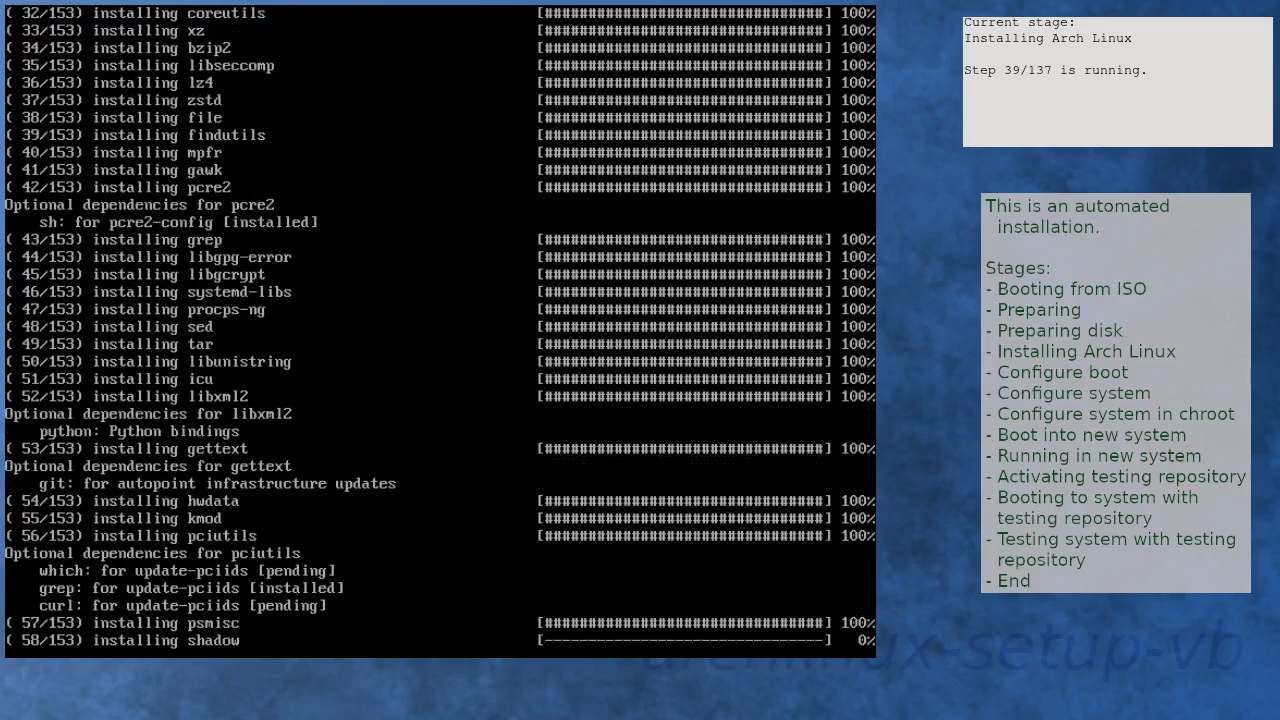 ( 32/153) installing coreutils [################################] 100%
( 33/153) installing xz [################################] 100%
( 34/153) installing bzip2 [################################] 100%
( 35/153) installing libseccomp [################################] 100%
( 36/153) installing lz4 [################################] 100%
( 37/153) installing zstd [################################] 100%
( 38/153) installing file [################################] 100%
( 39/153) installing findutils [################################] 100%
( 40/153) installing mpfr [################################] 100%
( 41/153) installing gawk [################################] 100%
( 42/153) installing pcre2 [################################] 100%
Optional dependencies for pcre2
sh: for pcre2-config [installed]
( 43/153) installing grep [################################] 100%
( 44/153) installing libgpg-error [################################] 100%
( 45/153) installing libgcrypt [################################] 100%
( 46/153) installing systemd-libs [################################] 100%
( 47/153) installing procps-ng [################################] 100%
( 48/153) installing sed [################################] 100%
( 49/153) installing tar [################################] 100%
( 50/153) installing libunistring [################################] 100%
( 51/153) installing icu [################################] 100%
( 52/153) installing libxml2 [################################] 100%
Optional dependencies for libxml2
python: Python bindings
( 53/153) installing gettext [################################] 100%
Optional dependencies for gettext
git: for autopoint infrastructure updates
( 54/153) installing hwdata [################################] 100%
( 55/153) installing kmod [################################] 100%
( 56/153) installing pciutils [################################] 100%
Optional dependencies for pciutils
which: for update-pciids [pending]
grep: for update-pciids [installed]
curl: for update-pciids [pending]
( 57/153) installing psmisc [################################] 100%
( 58/153) installing shadow [--------------------------------] 0%
Current stage:
Installing Arch Linux
Step 39/137 is running.
This is an automated
installation.
Stages:
- Booting from ISO
- Preparing
- Preparing disk
- Installing Arch Linux
- Configure boot
- Configure system
- Configure system in chroot
- Boot into new system
- Running in new system
- Activating testing repository
- Booting to system with
testing repository
- Testing system with testing
repository
- End
archlinux-setup-vb